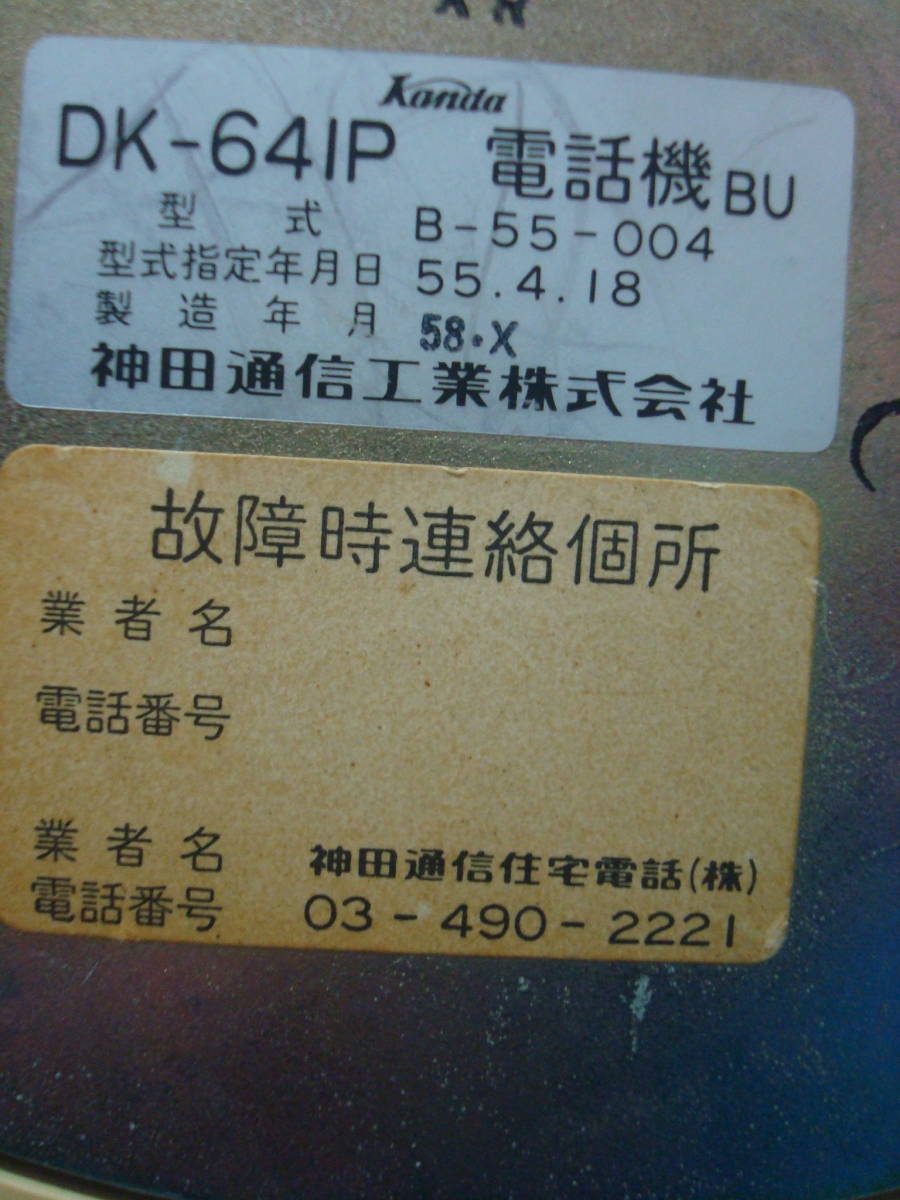 Kanda
DK-641P 電話機 BU
型式 B-55-004
型式指定年月日 55.4.18
製造年月 58.X
神田通信工業株式会社
故障時連絡個所
業者名
電話番号
業者名 神田通信住宅電話(株)
電話番号 03-490-2221